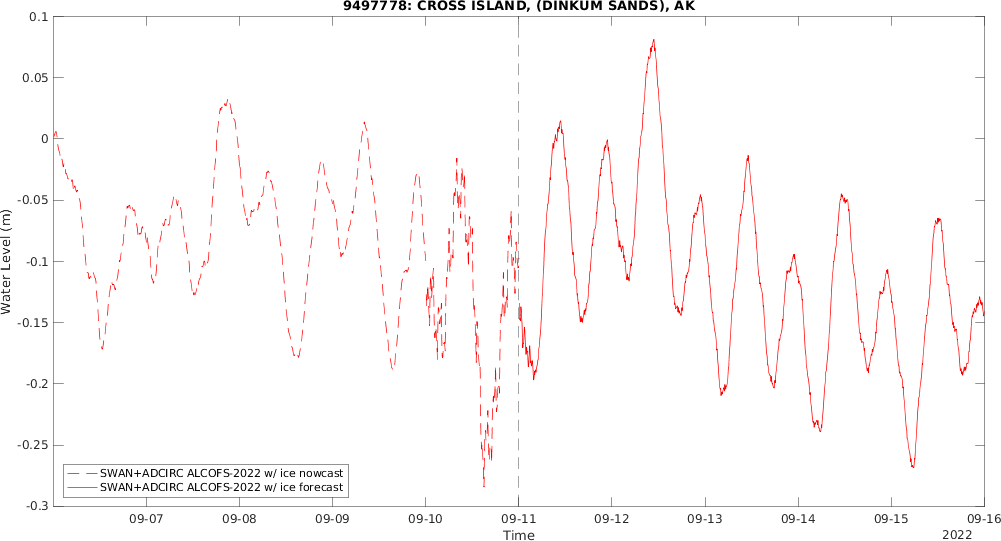 9497778: CROSS ISLAND, (DINKUM SANDS), AK
0.1
0.05
0
-0.05
-0.1
-0.15
-0.2
-0.25
-0.3
Water Level (m)
SWAN+ADCIRC ALCOFS-2022 w/ ice nowcast
SWAN+ADCIRC ALCOFS-2022 w/ ice forecast
09-07 09-08 09-09 09-10 09-11 09-12 09-13 09-14 09-15 09-16
Time
2022